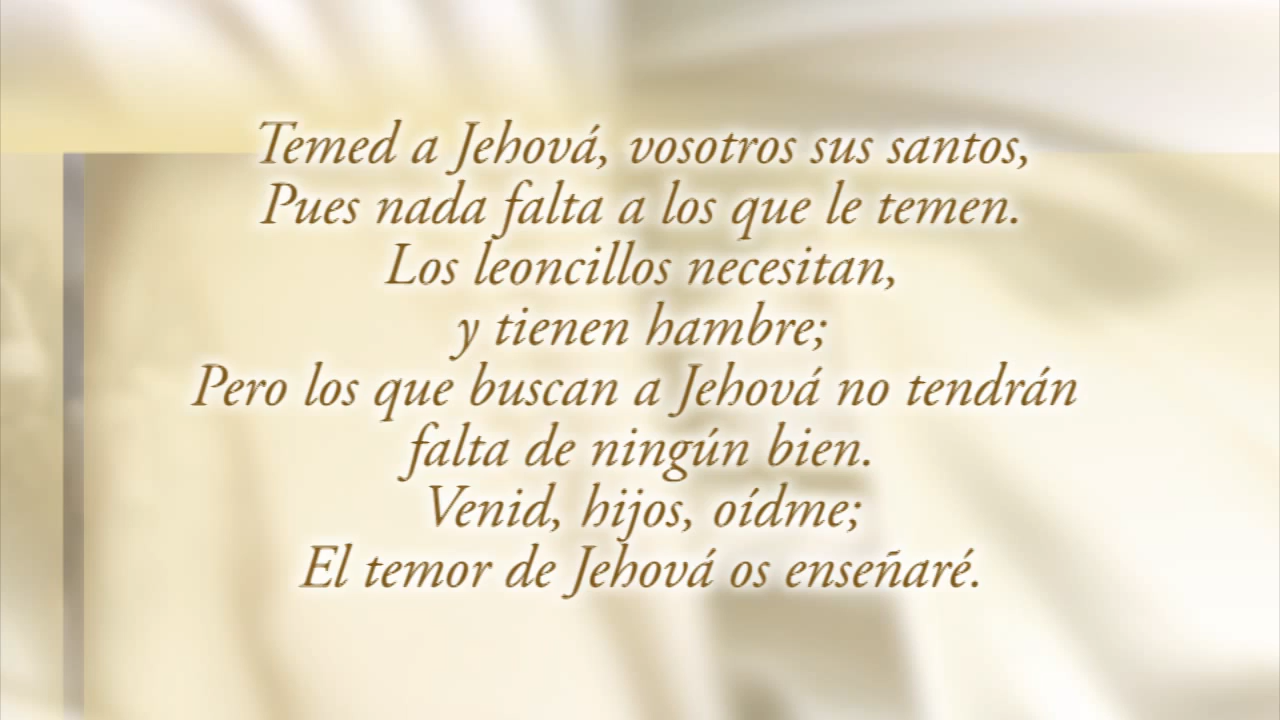 Temed a Jehová, vosotros sus santos,
Pues nada falta a los que le temen.
Los leoncillos necesitan,
y tienen hambre;
Pero los que buscan a Jehová no tendrán
falta de ningún bien.
Venid, hijos, oídme;
El temor de Jehová os enseñaré.